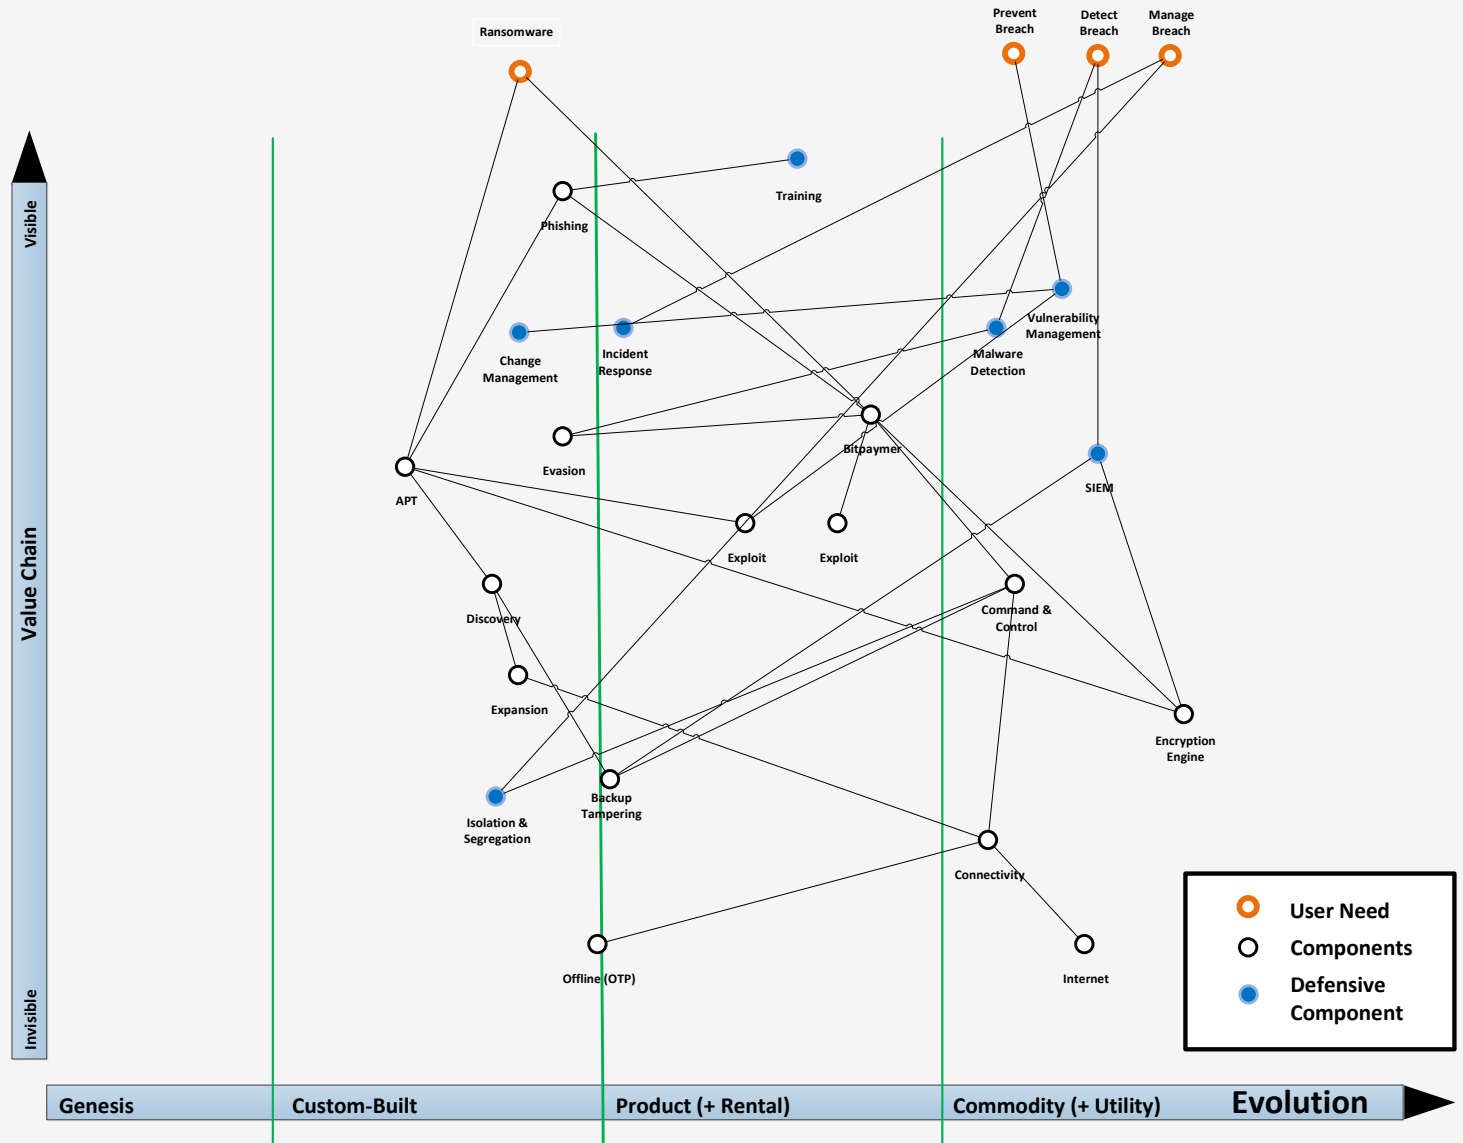 Prevent
Breach
Detect
Breach
Manage
Breach
Ransomware
Training
Phishing
Visible
Vulnerability
Management
Change
Management
Incident
Response
Malware
Detection
Bitpaymer
Evasion
SIEM
APT
Exploit
Exploit
Value Chain
Discovery
Command &
Control
Expansion
Encryption
Engine
Backup
Tampering
Isolation &
Segregation
Connectivity
Offline (OTP)
Internet
Invisible
User Need
Components
Defensive
Component
Genesis
Custom-Built
Product (+ Rental)
Commodity (+ Utility)
Evolution